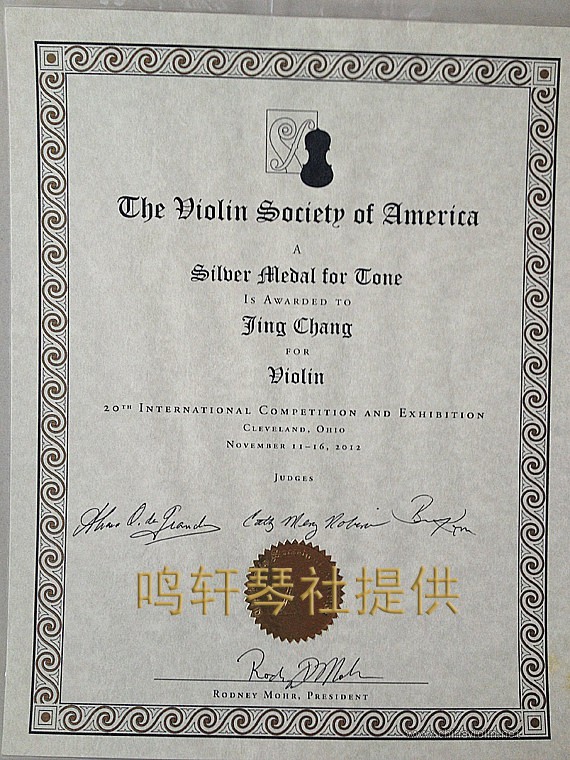 The Violin Society of America
A
Silver Medal for Tone
Is Awarded to
Jing Chang
for
Violin
20th International Competition and Exhibition
Cleveland, Ohio
November 11–16, 2012
Judges
鸣轩琴社提供
Rodney Mohr, President